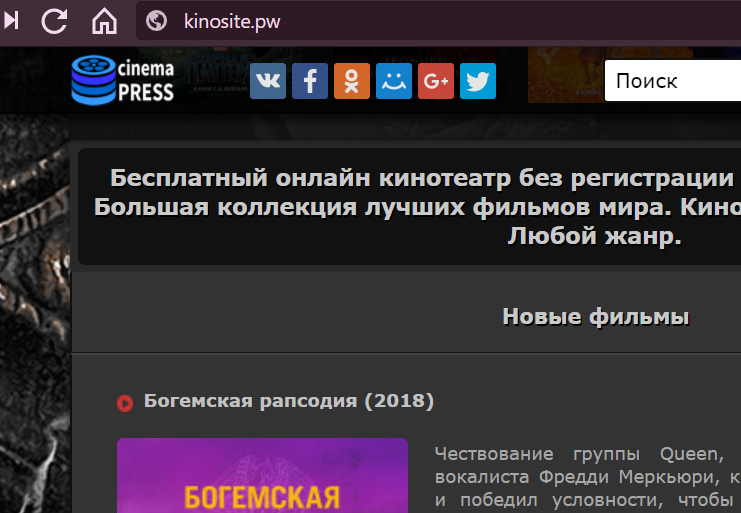 kinosite.pw
cinema
PRESS
G+
Поиск
Бесплатный онлайн кинотеатр без регистрации
Большая коллекция лучших фильмов мира. Кино
Любой жанр.
Новые фильмы
Богемская рапсодия (2018)
Чествование группы Queen,
вокалиста Фредди Меркьюри, к
и победил условности, чтобы
БОГЕМСКАЯ